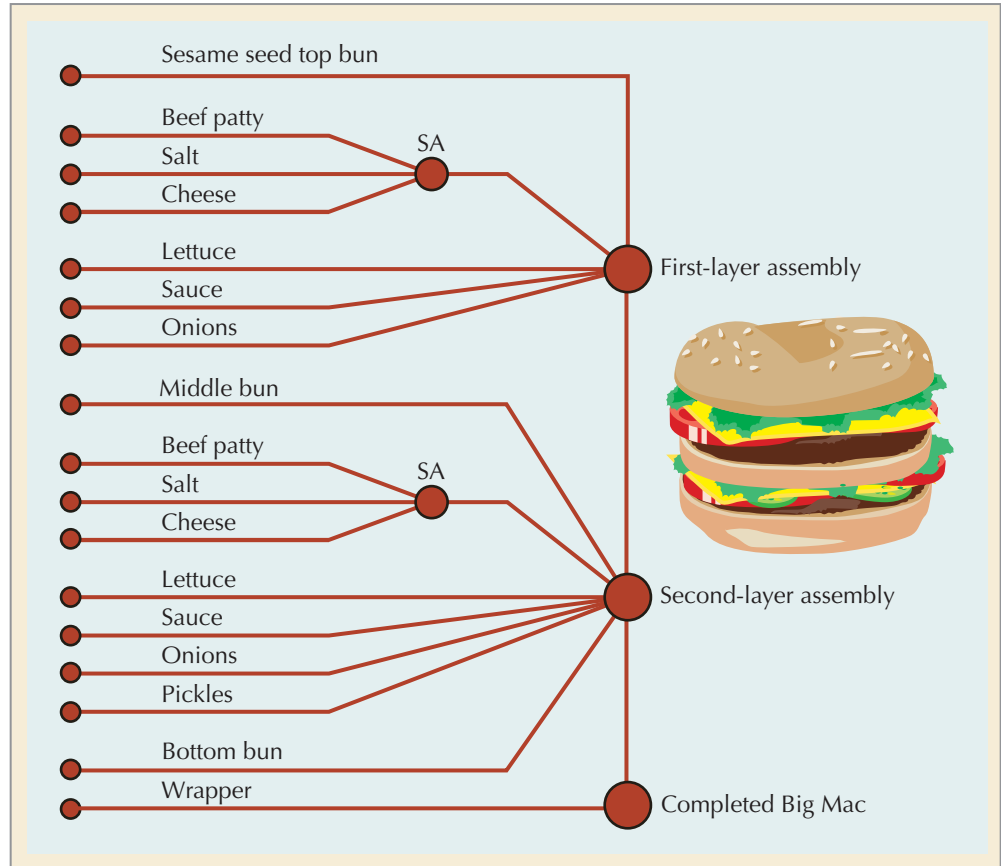 Sesame seed top bun
Beef patty
SA
Salt
Cheese
Lettuce
First-layer assembly
Sauce
Onions
Middle bun
Beef patty
SA
Salt
Cheese
Lettuce
Second-layer assembly
Sauce
Onions
Pickles
Bottom bun
Wrapper
Completed Big Mac